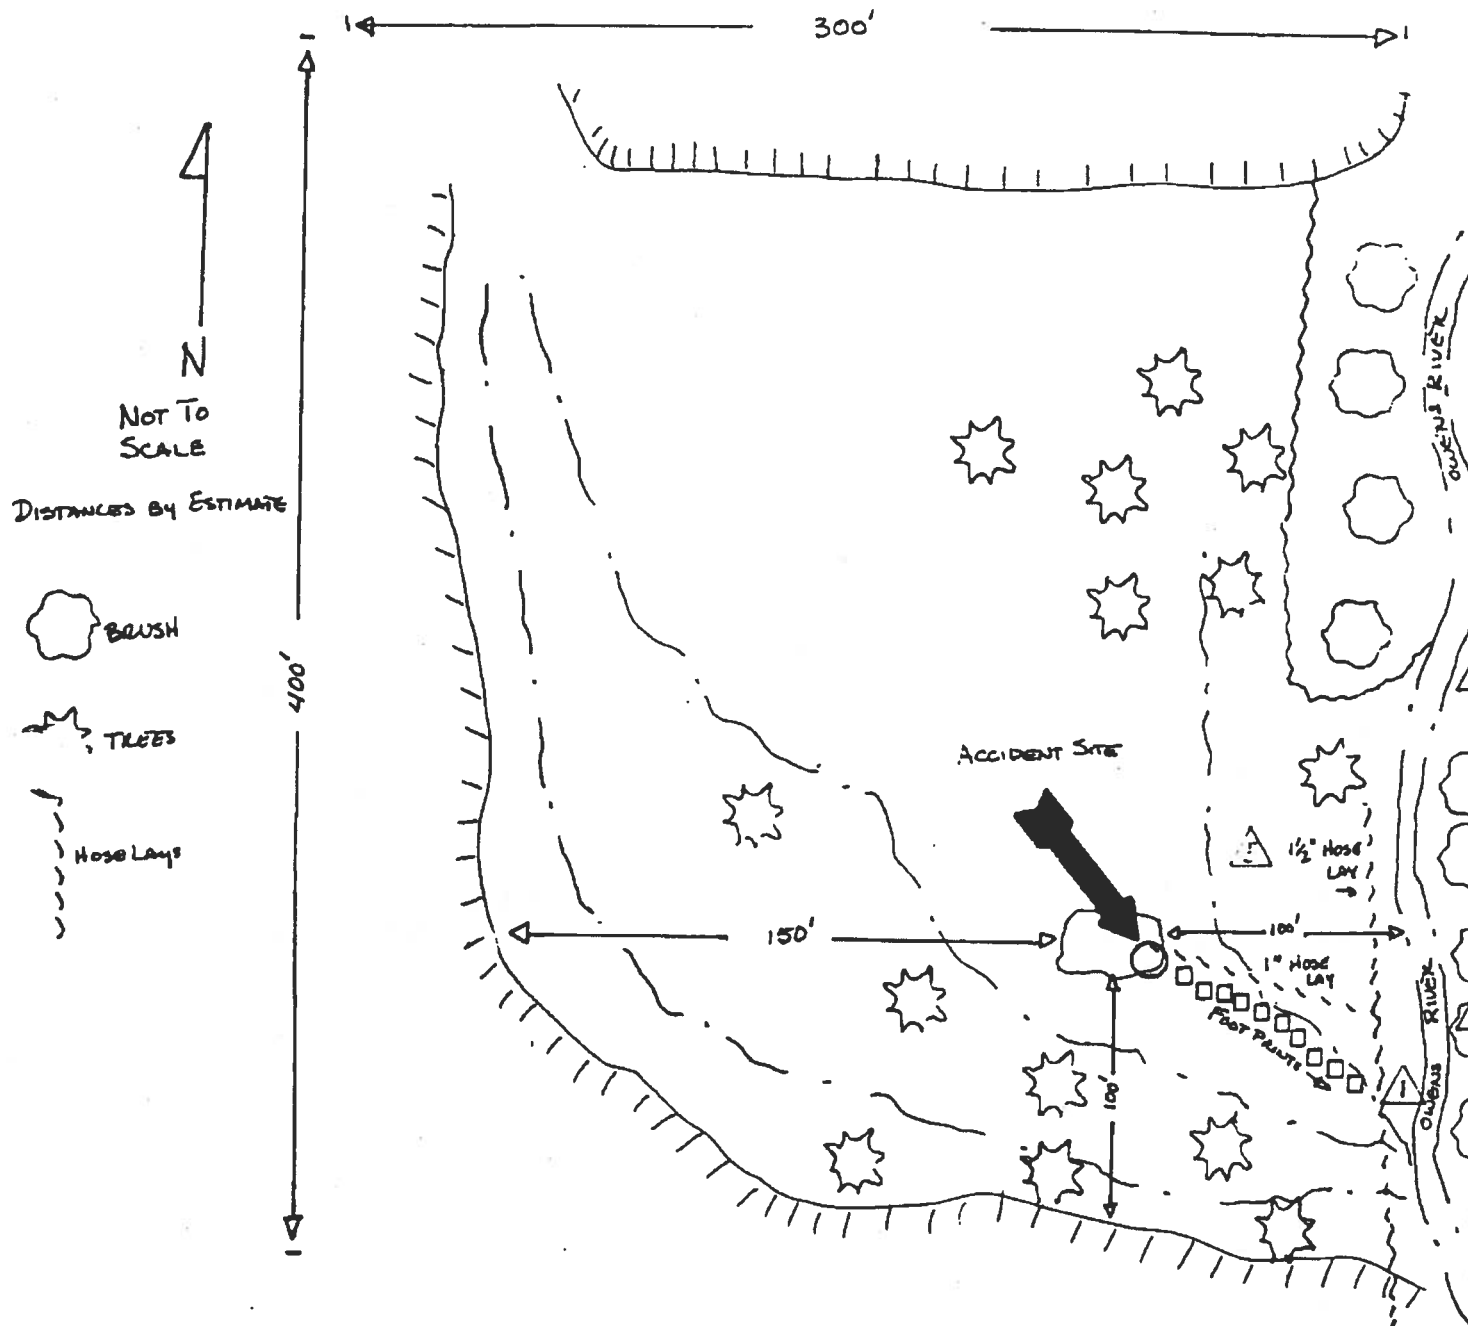 300'
N
NOT TO
SCALE
DISTANCES BY ESTIMATE
BRUSH
TREES
HOSE LAYS
400'
OWENS RIVER
ACCIDENT SITE
1½" HOSE
LAY
150'
100'
1" HOSE
LAY
FOOT PRINTS
100'
OWENS RIVER